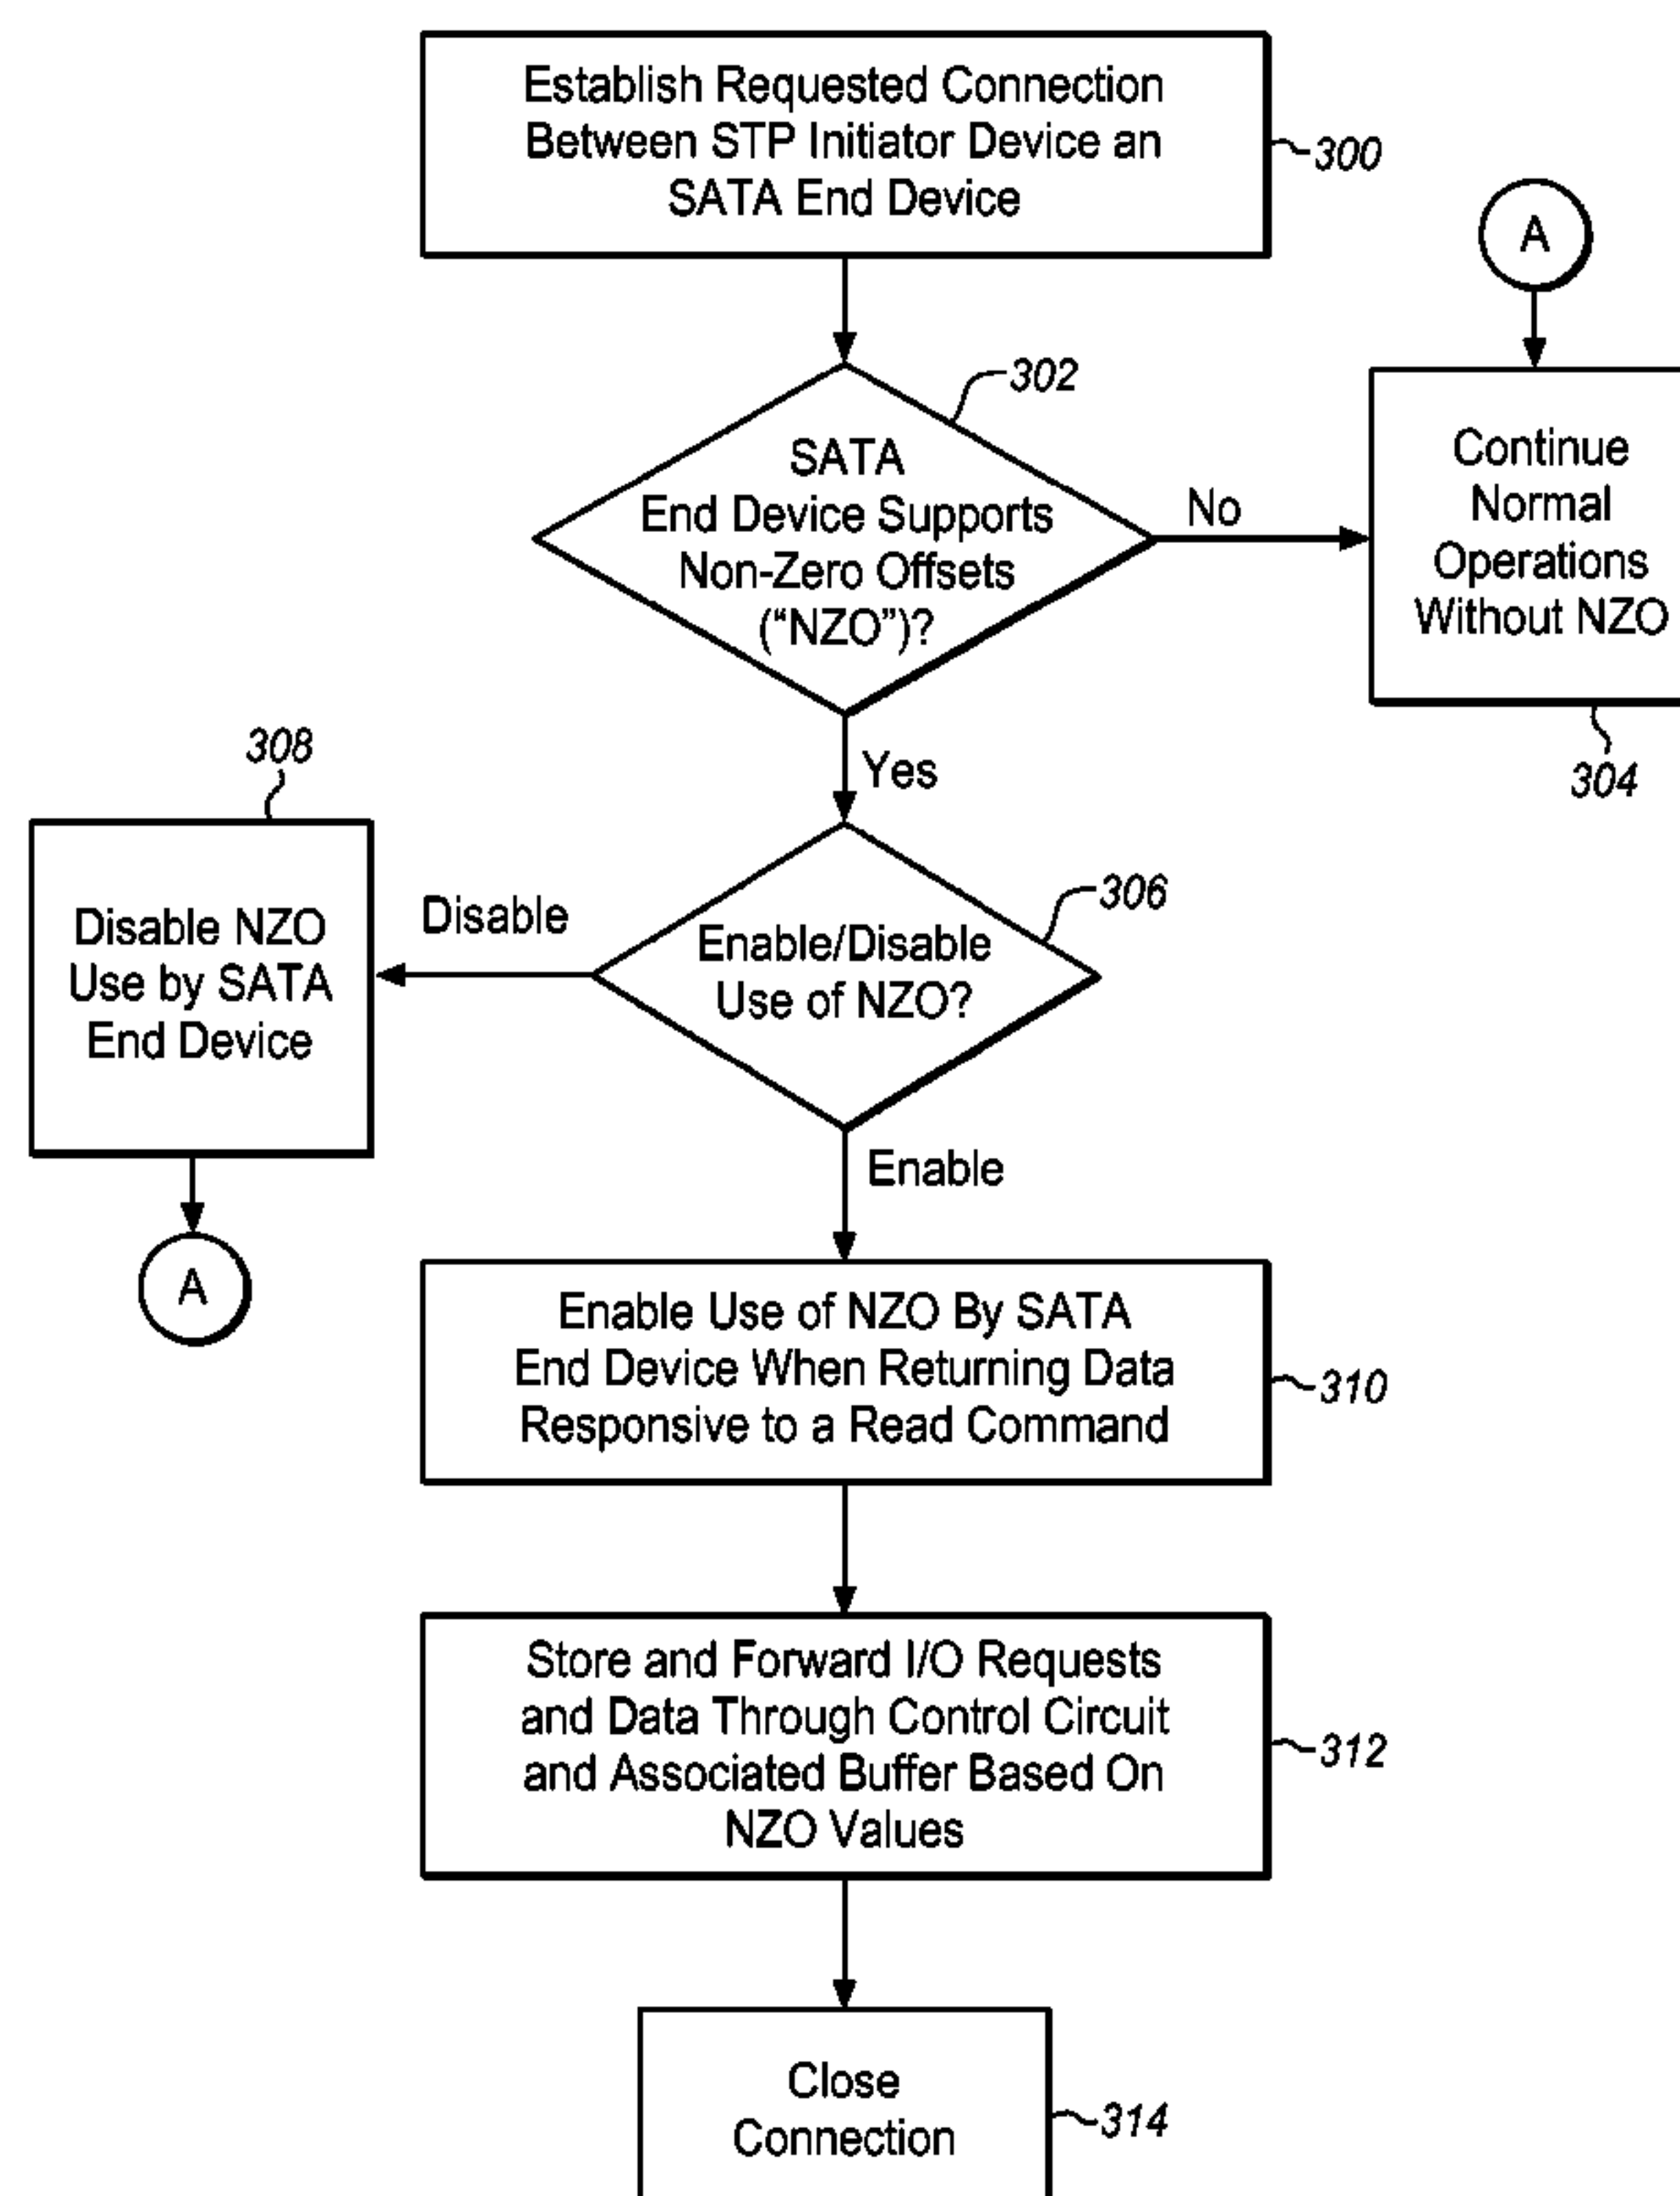 Establish Requested Connection
Between STP Initiator Device an
SATA End Device
300
A
302
SATA
End Device Supports
Non-Zero Offsets
(“NZO”)?
No
Continue
Normal
Operations
Without NZO
304
Yes
308
Disable NZO
Use by SATA
End Device
Disable
306
Enable/Disable
Use of NZO?
A
Enable
Enable Use of NZO By SATA
End Device When Returning Data
Responsive to a Read Command
310
Store and Forward I/O Requests
and Data Through Control Circuit
and Associated Buffer Based On
NZO Values
312
Close
Connection
314